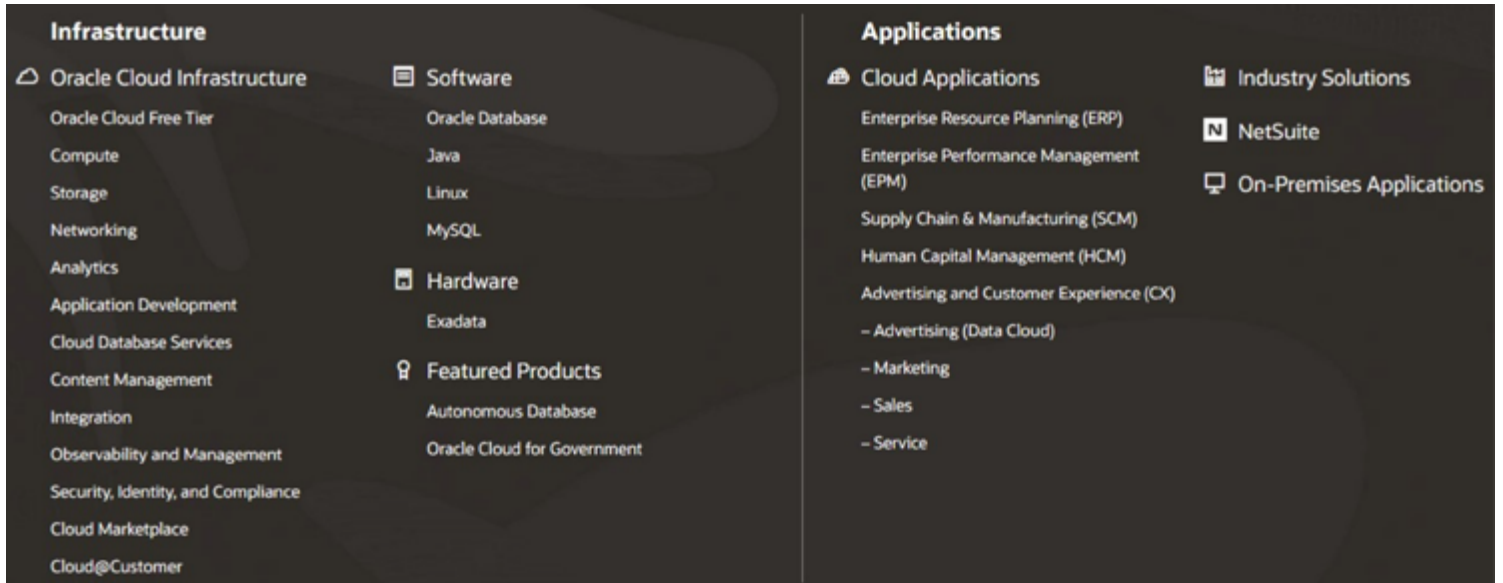 Infrastructure
Oracle Cloud Infrastructure
Oracle Cloud Free Tier
Compute
Storage
Networking
Analytics
Application Development
Cloud Database Services
Content Management
Integration
Observability and Management
Security, Identity, and Compliance
Cloud Marketplace
Cloud@Customer
Software
Oracle Database
Java
Linux
MySQL
Hardware
Exadata
Featured Products
Autonomous Database
Oracle Cloud for Government
Applications
Cloud Applications
Enterprise Resource Planning (ERP)
Enterprise Performance Management
(EPM)
Supply Chain & Manufacturing (SCM)
Human Capital Management (HCM)
Advertising and Customer Experience (CX)
– Advertising (Data Cloud)
– Marketing
– Sales
– Service
Industry Solutions
N NetSuite
On-Premises Applications